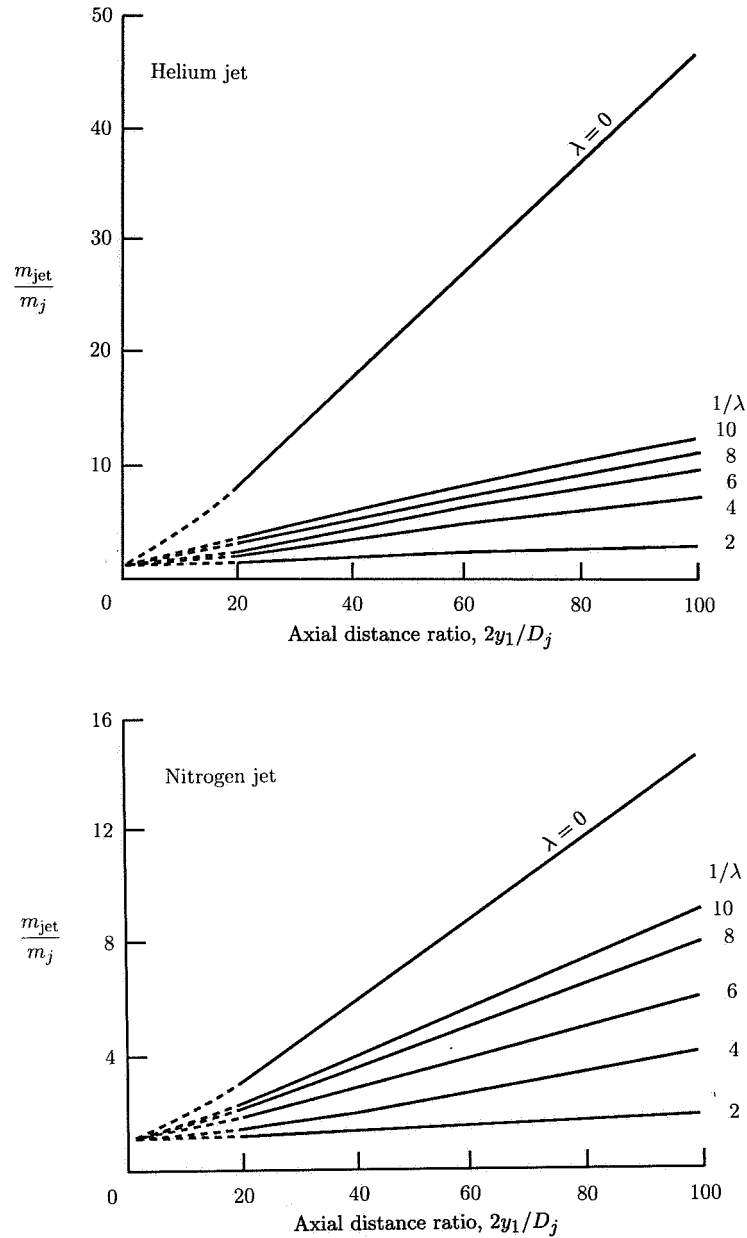 50
Helium jet
40
λ = 0
30
m_jet / m_j
20
1/λ
10
10
8
6
4
2
0 20 40 60 80 100
Axial distance ratio, 2y₁/D_j
16
Nitrogen jet
12
λ = 0
1/λ
10
m_jet / m_j
8
8
6
4
4
2
0 20 40 60 80 100
Axial distance ratio, 2y₁/D_j